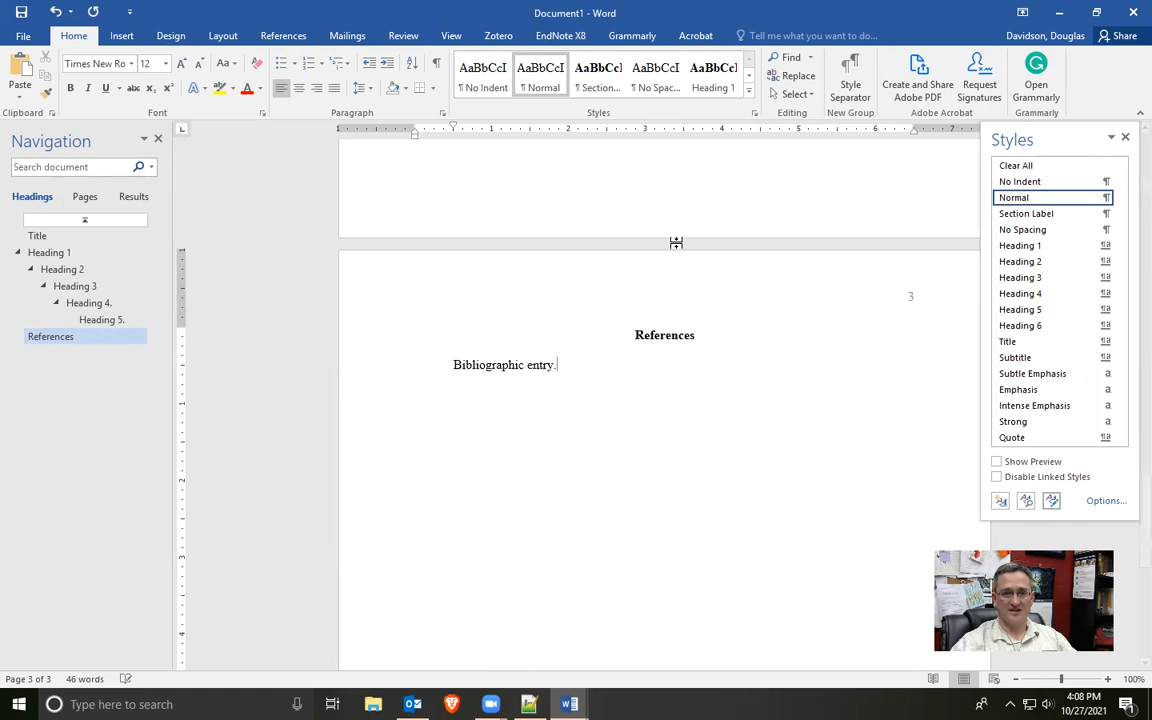 Document1 - Word
File
Home
Insert
Design
Layout
References
Mailings
Review
View
Zotero
EndNote X8
Grammarly
Acrobat
Tell me what you want to do...
Davidson, Douglas
Share
Paste
Clipboard
Times New Ro
12
Font
Paragraph
AaBbCcI
¶ No Indent
AaBbCcI
¶ Normal
AaBbCc
¶ Section...
AaBbCcI
¶ No Spac...
AaBbCcI
Heading 1
Styles
Find
Replace
Select
Editing
Style
Separator
New Group
Create and Share
Adobe PDF
Request
Signatures
Adobe Acrobat
Open
Grammarly
Grammarly
Navigation
Search document
Headings
Pages
Results
Title
Heading 1
Heading 2
Heading 3
Heading 4.
Heading 5.
References
3
References
Bibliographic entry.
Styles
Clear All
No Indent
Normal
Section Label
No Spacing
Heading 1
Heading 2
Heading 3
Heading 4
Heading 5
Heading 6
Title
Subtitle
Subtle Emphasis
Emphasis
Intense Emphasis
Strong
Quote
Show Preview
Disable Linked Styles
Options...
Page 3 of 3
46 words
100%
Type here to search
4:08 PM
10/27/2021